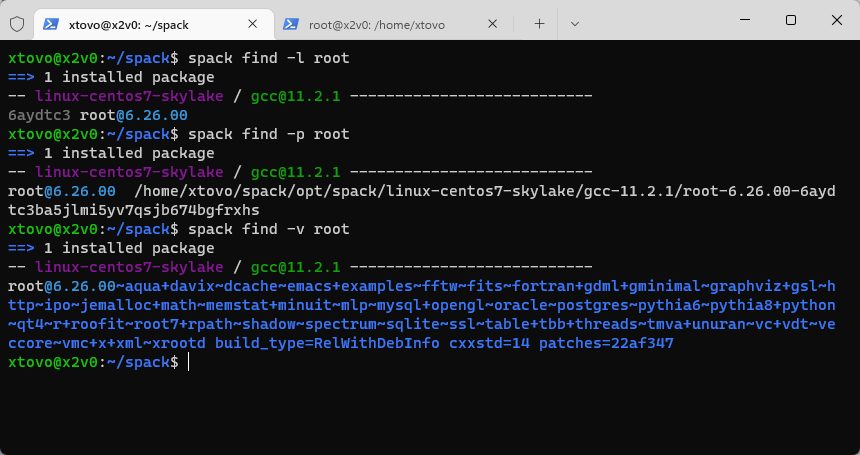 xtovo@x2v0: ~/spack
root@x2v0: /home/xtovo
xtovo@x2v0:~/spack$ spack find -l root
==> 1 installed package
-- linux-centos7-skylake / gcc@11.2.1 ---------------------------
6aydtc3 root@6.26.00
xtovo@x2v0:~/spack$ spack find -p root
==> 1 installed package
-- linux-centos7-skylake / gcc@11.2.1 ---------------------------
root@6.26.00  /home/xtovo/spack/opt/spack/linux-centos7-skylake/gcc-11.2.1/root-6.26.00-6ayd
tc3ba5jlmi5yv7qsjb674bgfrxhs
xtovo@x2v0:~/spack$ spack find -v root
==> 1 installed package
-- linux-centos7-skylake / gcc@11.2.1 ---------------------------
root@6.26.00~aqua+davix~dcache~emacs+examples~fftw~fits~fortran+gdml+gminimal~graphviz+gsl~h
ttp~ipo~jemalloc+math~memstat+minuit~mlp~mysql+opengl~oracle~postgres~pythia6~pythia8+python
~qt4~r+roofit~root7+rpath~shadow~spectrum~sqlite~ssl~table+tbb+threads~tmva+unuran~vc+vdt~ve
ccore~vmc+x+xml~xrootd build_type=RelWithDebInfo cxxstd=14 patches=22af347
xtovo@x2v0:~/spack$